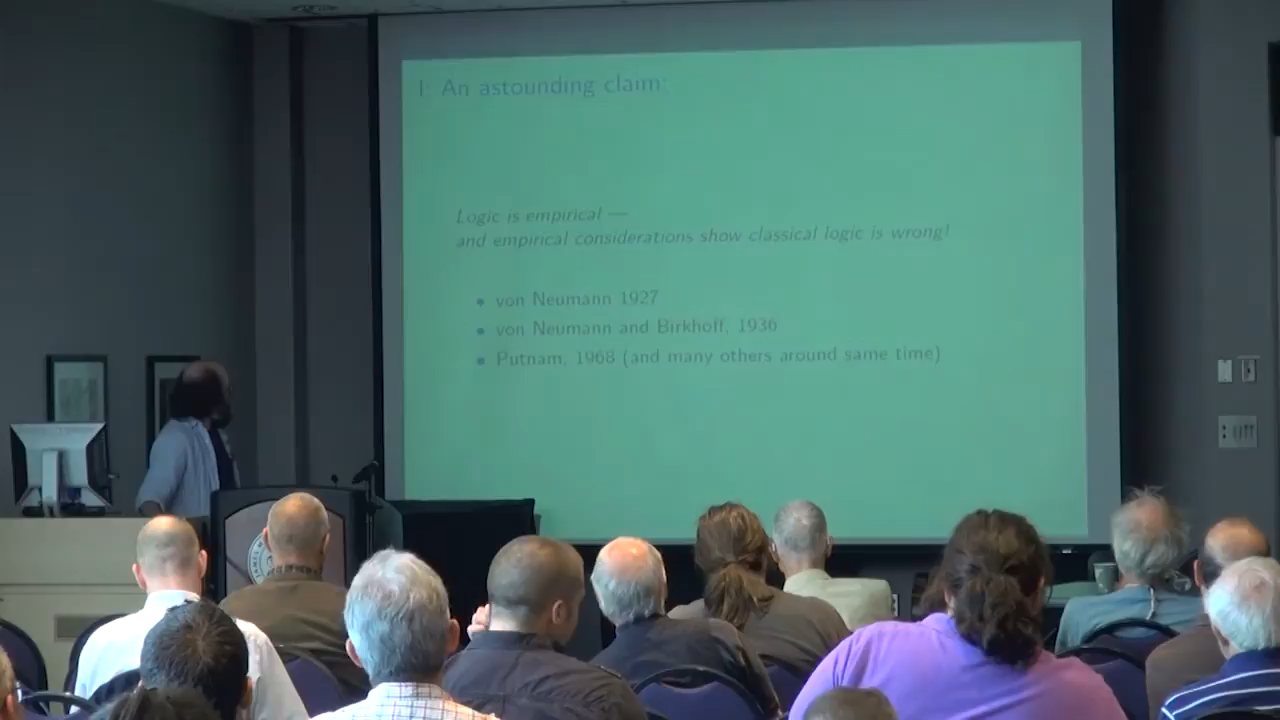 I: An astounding claim:
Logic is empirical —
and empirical considerations show classical logic is wrong!
• von Neumann 1927
• von Neumann and Birkhoff, 1936
• Putnam, 1968 (and many others around same time)